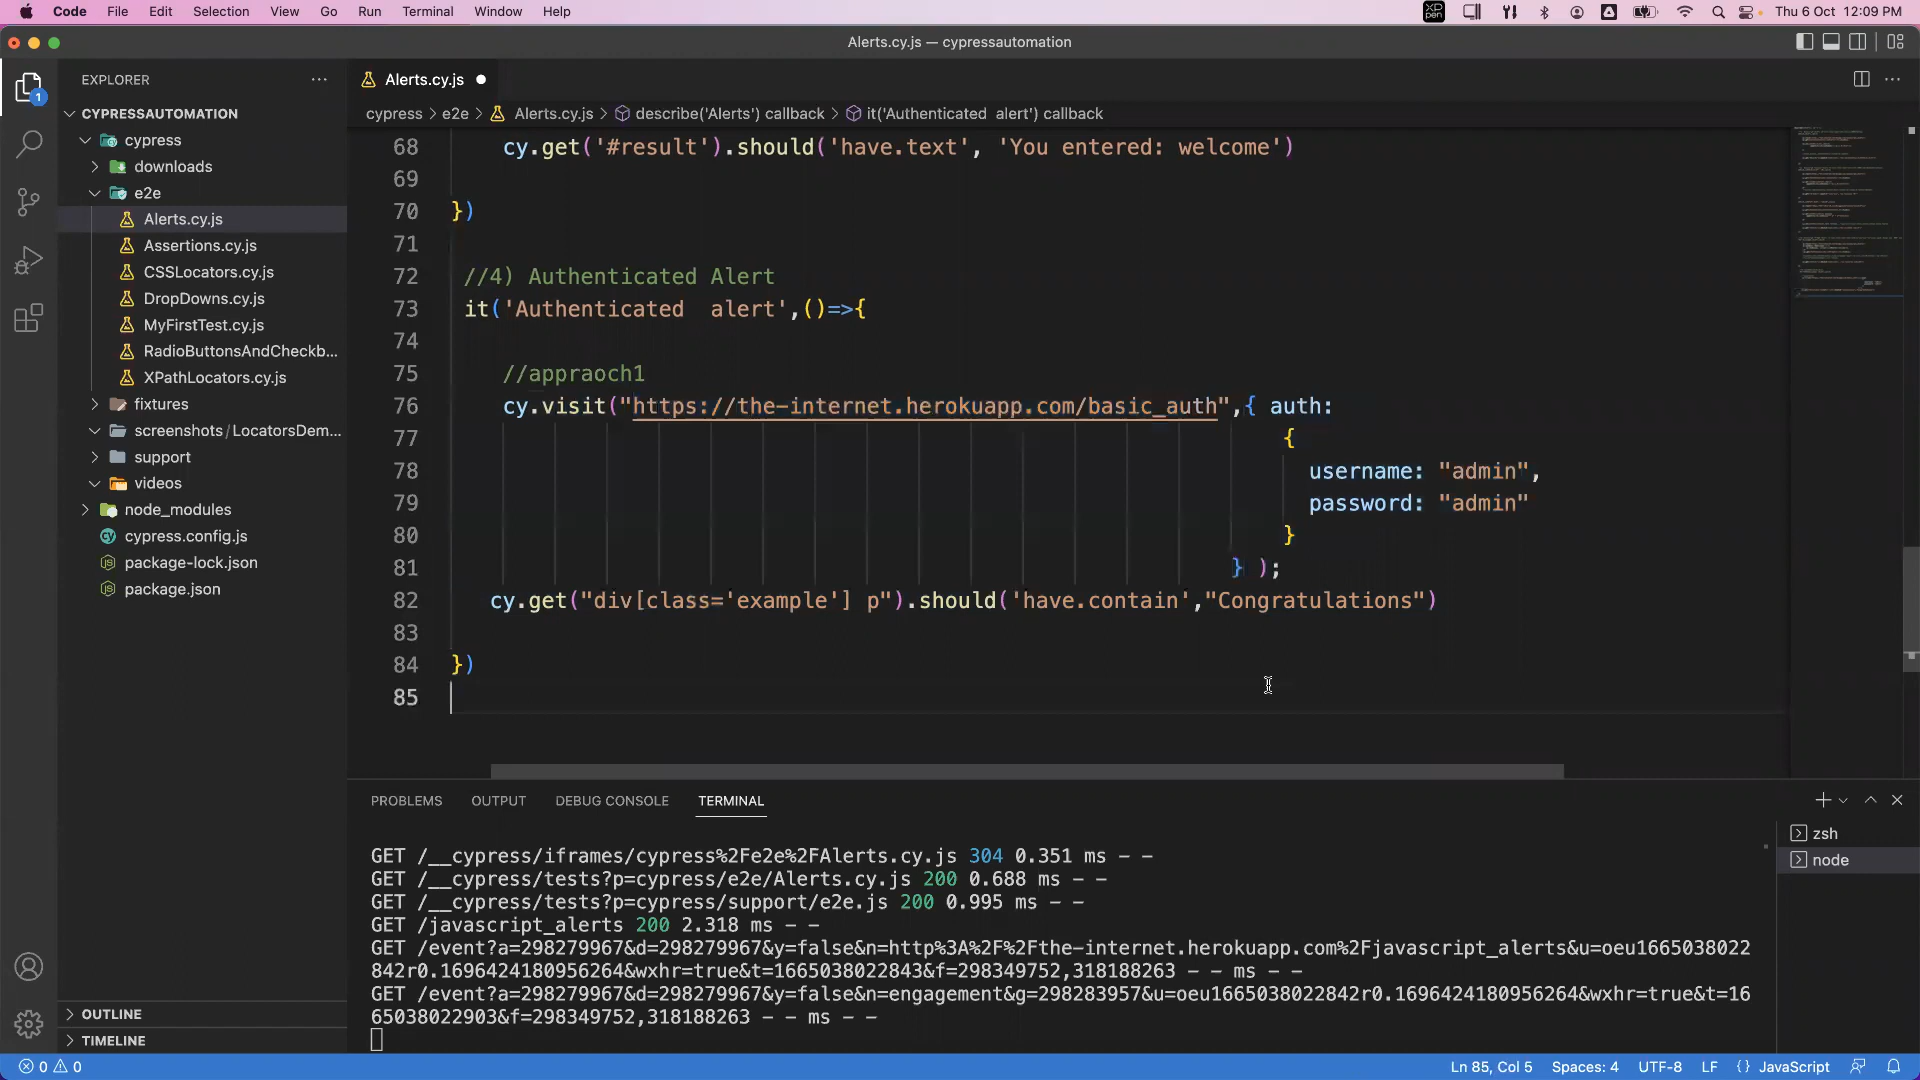 Code File Edit Selection View Go Run Terminal Window Help
XP PEN
Thu 6 Oct 12:09 PM
Alerts.cy.js — cypressautomation
EXPLORER
1
CYPRESSAUTOMATION
cypress
downloads
e2e
Alerts.cy.js
Assertions.cy.js
CSSLocators.cy.js
DropDowns.cy.js
MyFirstTest.cy.js
RadioButtonsAndCheckb...
XPathLocators.cy.js
fixtures
screenshots / LocatorsDem...
support
videos
node_modules
cypress.config.js
package-lock.json
package.json
OUTLINE
TIMELINE
Alerts.cy.js
cypress > e2e > Alerts.cy.js > describe('Alerts') callback > it('Authenticated  alert') callback
68 cy.get('#result').should('have.text', 'You entered: welcome')
69
70 })
71
72 //4) Authenticated Alert
73 it('Authenticated  alert',()=>{
74
75 //appraoch1
76 cy.visit("https://the-internet.herokuapp.com/basic_auth",{ auth:
77 {
78 username: "admin",
79 password: "admin"
80 }
81 } );
82 cy.get("div[class='example'] p").should('have.contain',"Congratulations")
83
84 })
85
PROBLEMS OUTPUT DEBUG CONSOLE TERMINAL
GET /__cypress/iframes/cypress%2Fe2e%2FAlerts.cy.js 304 0.351 ms - -
GET /__cypress/tests?p=cypress/e2e/Alerts.cy.js 200 0.688 ms - -
GET /__cypress/tests?p=cypress/support/e2e.js 200 0.995 ms - -
GET /javascript_alerts 200 2.318 ms - -
GET /event?a=298279967&d=298279967&y=false&n=http%3A%2F%2Fthe-internet.herokuapp.com%2Fjavascript_alerts&u=oeu1665038022
842r0.1696424180956264&wxhr=true&t=1665038022843&f=298349752,318188263 - - ms - -
GET /event?a=298279967&d=298279967&y=false&n=engagement&g=298283957&u=oeu1665038022842r0.1696424180956264&wxhr=true&t=16
65038022903&f=298349752,318188263 - - ms - -
zsh
node
0 0
Ln 85, Col 5 Spaces: 4 UTF-8 LF {} JavaScript